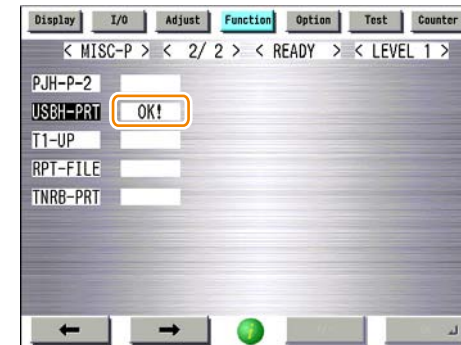 Display I/O Adjust Function Option Test Counter
< MISC-P > < 2/ 2 > < READY > < LEVEL 1 >
PJH-P-2
USBH-PRT OK!
T1-UP
RPT-FILE
TNRB-PRT